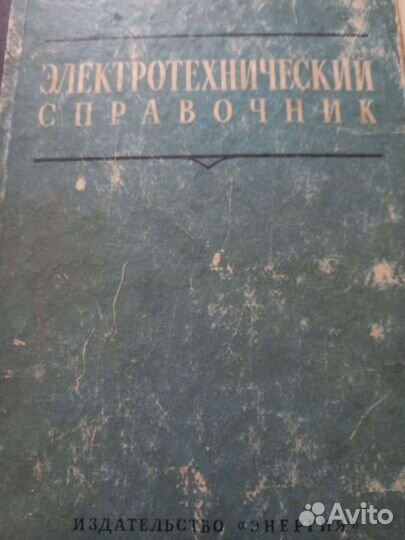 ЭЛЕКТРОТЕХНИЧЕСКИЙ
СПРАВОЧНИК
ИЗДАТЕЛЬСТВО «ЭНЕРГИЯ»
Avito